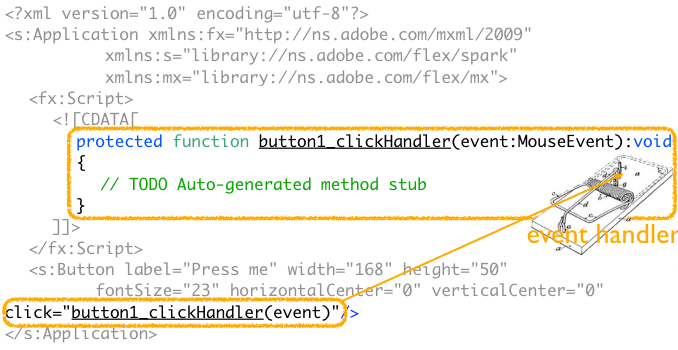 <?xml version="1.0" encoding="utf-8"?>
<s:Application xmlns:fx="http://ns.adobe.com/mxml/2009"
xmlns:s="library://ns.adobe.com/flex/spark"
xmlns:mx="library://ns.adobe.com/flex/mx">
<fx:Script>
<![CDATA[
protected function button1_clickHandler(event:MouseEvent):void
{
// TODO Auto-generated method stub
}
]]>
event handler
</fx:Script>
<s:Button label="Press me" width="168" height="50"
fontSize="23" horizontalCenter="0" verticalCenter="0"
click="button1_clickHandler(event)"/>
</s:Application>